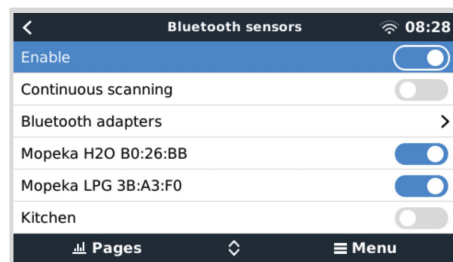 Bluetooth sensors 08:28
Enable
Continuous scanning
Bluetooth adapters
Mopeka H2O B0:26:BB
Mopeka LPG 3B:A3:F0
Kitchen
Pages Menu